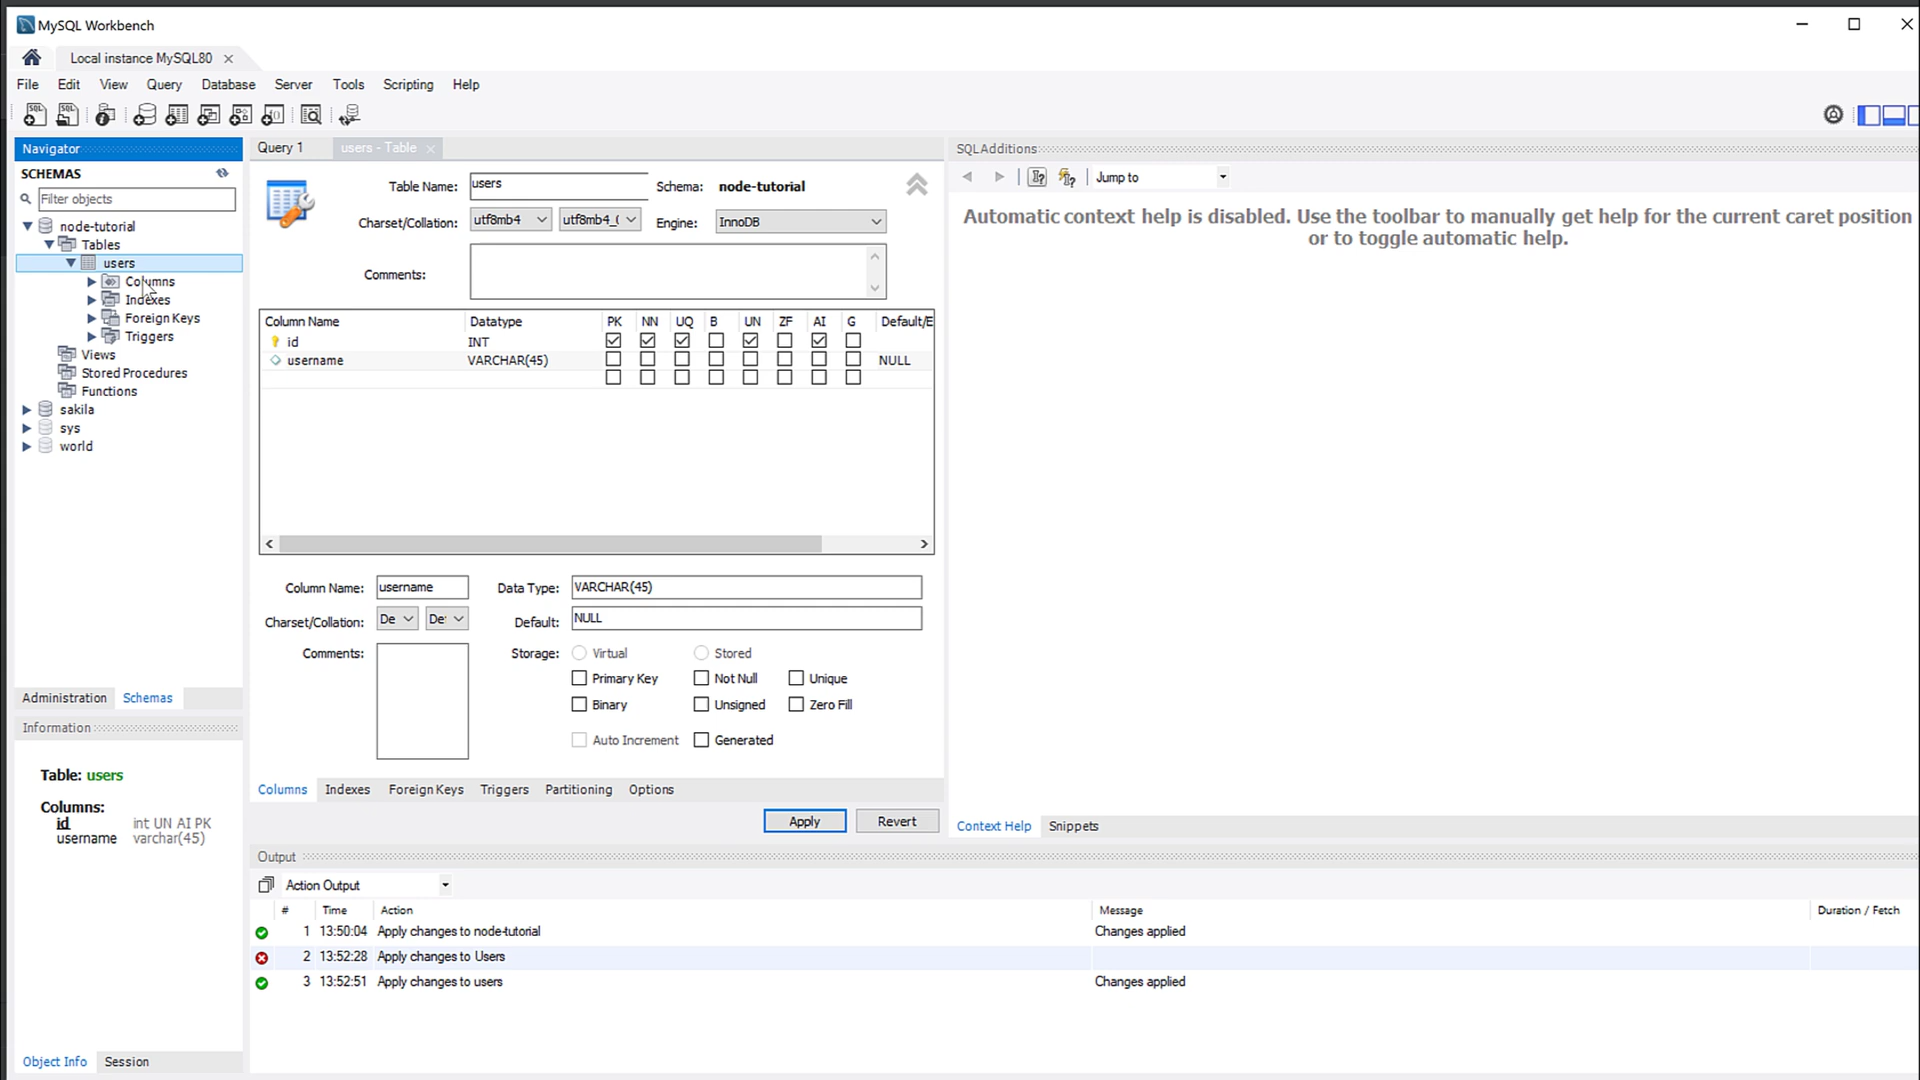 MySQL Workbench
Local instance MySQL80
File Edit View Query Database Server Tools Scripting Help
Navigator
SCHEMAS
Filter objects
node-tutorial
Tables
users
Columns
Indexes
Foreign Keys
Triggers
Views
Stored Procedures
Functions
sakila
sys
world
Administration Schemas
Information
Table: users
Columns:
id int UN AI PK
username varchar(45)
Object Info Session
Query 1 users - Table
Table Name: users Schema: node-tutorial
Charset/Collation: utf8mb4 utf8mb4_( Engine: InnoDB
Comments:
Column Name Datatype PK NN UQ B UN ZF AI G Default/E
id INT
username VARCHAR(45) NULL
Column Name: username Data Type: VARCHAR(45)
Charset/Collation: De De Default: NULL
Comments: Storage: Virtual Stored
Primary Key Not Null Unique
Binary Unsigned Zero Fill
Auto Increment Generated
Columns Indexes Foreign Keys Triggers Partitioning Options
Apply Revert
SQLAdditions
Jump to
Automatic context help is disabled. Use the toolbar to manually get help for the current caret position
or to toggle automatic help.
Context Help Snippets
Output
Action Output
# Time Action Message Duration / Fetch
1 13:50:04 Apply changes to node-tutorial Changes applied
2 13:52:28 Apply changes to Users
3 13:52:51 Apply changes to users Changes applied